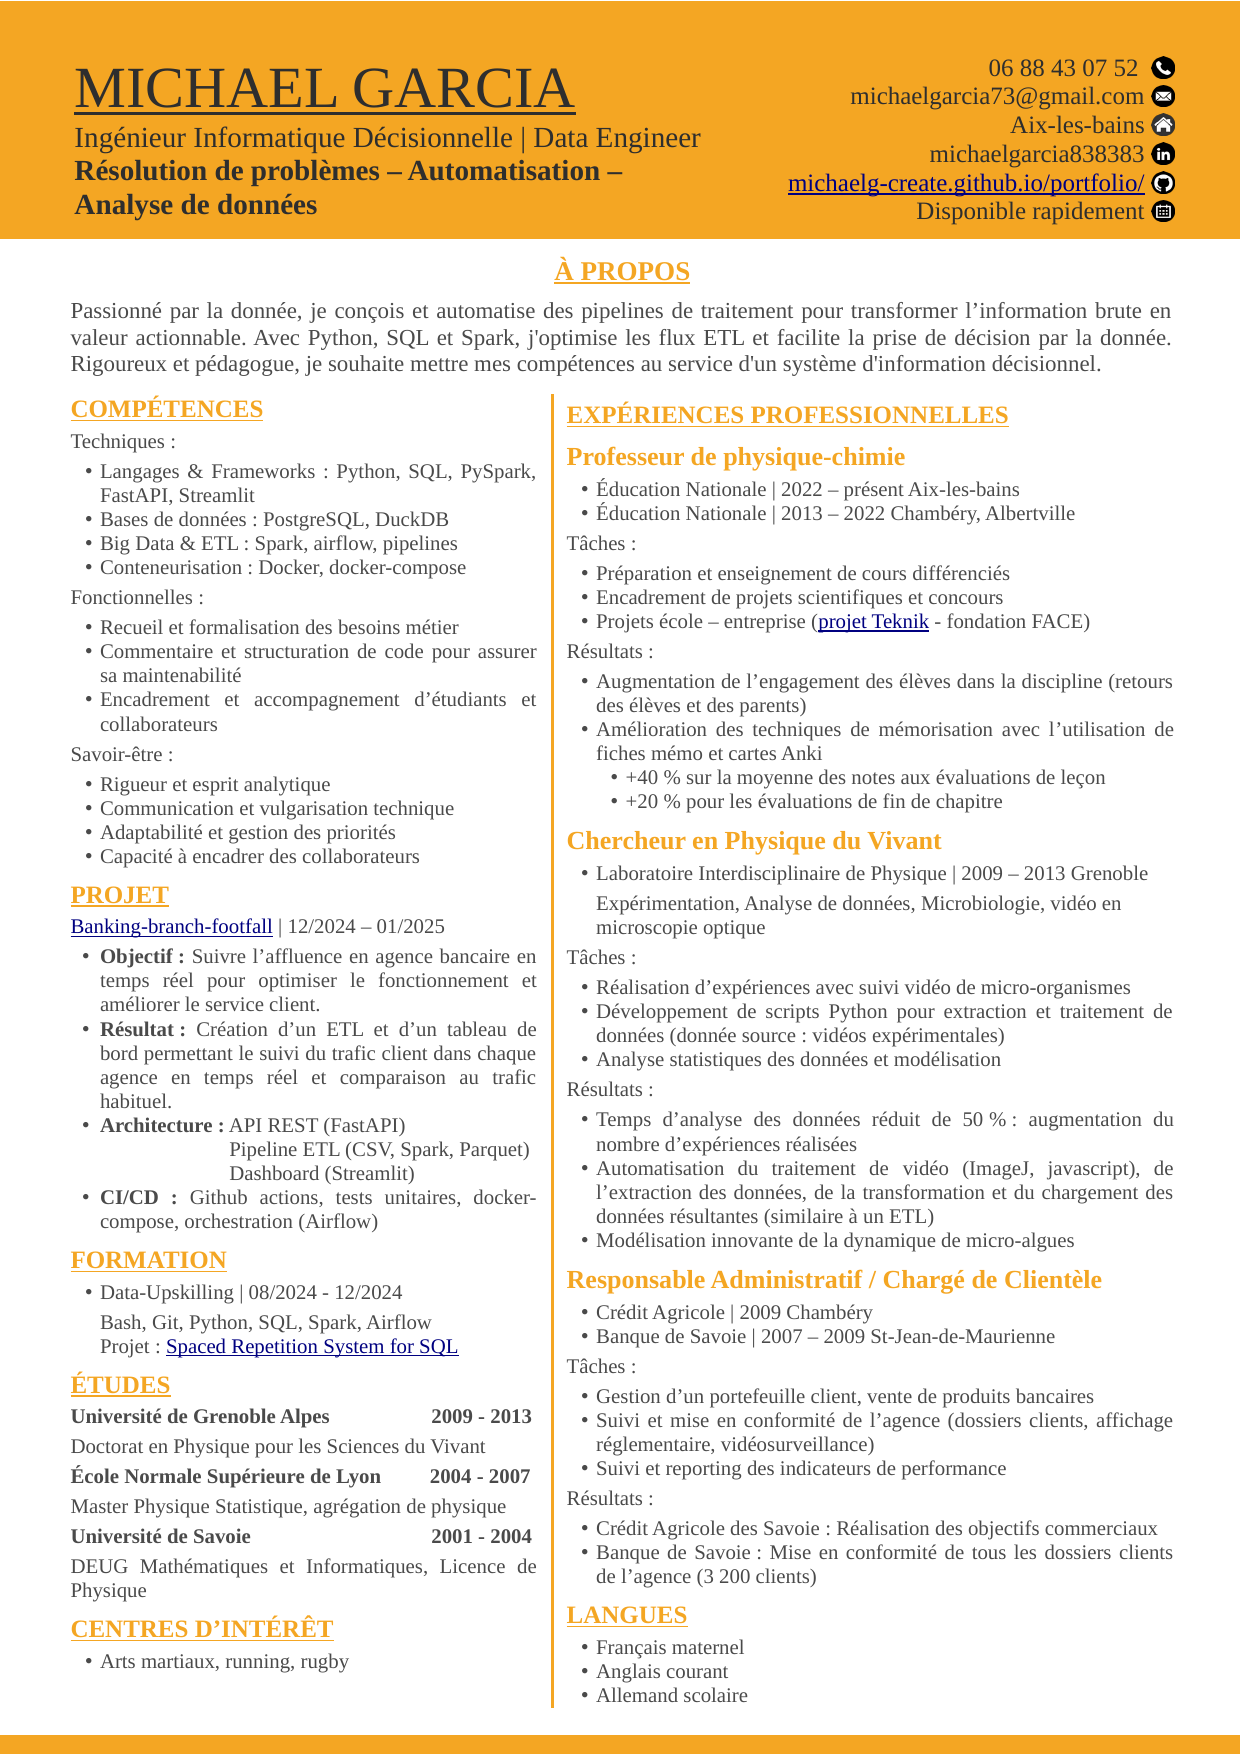 MICHAEL GARCIA
Ingénieur Informatique Décisionnelle | Data Engineer
Résolution de problèmes – Automatisation –
Analyse de données
06 88 43 07 52
michaelgarcia73@gmail.com
Aix-les-bains
michaelgarcia838383
michaelg-create.github.io/portfolio/
Disponible rapidement
À PROPOS
Passionné par la donnée, je conçois et automatise des pipelines de traitement pour transformer l’information brute en
valeur actionnable. Avec Python, SQL et Spark, j'optimise les flux ETL et facilite la prise de décision par la donnée.
Rigoureux et pédagogue, je souhaite mettre mes compétences au service d'un système d'information décisionnel.
COMPÉTENCES
Techniques :
• Langages & Frameworks : Python, SQL, PySpark,
FastAPI, Streamlit
• Bases de données : PostgreSQL, DuckDB
• Big Data & ETL : Spark, airflow, pipelines
• Conteneurisation : Docker, docker-compose
Fonctionnelles :
• Recueil et formalisation des besoins métier
• Commentaire et structuration de code pour assurer
sa maintenabilité
• Encadrement et accompagnement d’étudiants et
collaborateurs
Savoir-être :
• Rigueur et esprit analytique
• Communication et vulgarisation technique
• Adaptabilité et gestion des priorités
• Capacité à encadrer des collaborateurs
PROJET
Banking-branch-footfall | 12/2024 – 01/2025
• Objectif : Suivre l’affluence en agence bancaire en
temps réel pour optimiser le fonctionnement et
améliorer le service client.
• Résultat : Création d’un ETL et d’un tableau de
bord permettant le suivi du trafic client dans chaque
agence en temps réel et comparaison au trafic
habituel.
• Architecture : API REST (FastAPI)
Pipeline ETL (CSV, Spark, Parquet)
Dashboard (Streamlit)
• CI/CD : Github actions, tests unitaires, docker-
compose, orchestration (Airflow)
FORMATION
• Data-Upskilling | 08/2024 - 12/2024
Bash, Git, Python, SQL, Spark, Airflow
Projet : Spaced Repetition System for SQL
ÉTUDES
Université de Grenoble Alpes 2009 - 2013
Doctorat en Physique pour les Sciences du Vivant
École Normale Supérieure de Lyon 2004 - 2007
Master Physique Statistique, agrégation de physique
Université de Savoie 2001 - 2004
DEUG Mathématiques et Informatiques, Licence de
Physique
CENTRES D’INTÉRÊT
• Arts martiaux, running, rugby
EXPÉRIENCES PROFESSIONNELLES
Professeur de physique-chimie
• Éducation Nationale | 2022 – présent Aix-les-bains
• Éducation Nationale | 2013 – 2022 Chambéry, Albertville
Tâches :
• Préparation et enseignement de cours différenciés
• Encadrement de projets scientifiques et concours
• Projets école – entreprise (projet Teknik - fondation FACE)
Résultats :
• Augmentation de l’engagement des élèves dans la discipline (retours
des élèves et des parents)
• Amélioration des techniques de mémorisation avec l’utilisation de
fiches mémo et cartes Anki
• +40 % sur la moyenne des notes aux évaluations de leçon
• +20 % pour les évaluations de fin de chapitre
Chercheur en Physique du Vivant
• Laboratoire Interdisciplinaire de Physique | 2009 – 2013 Grenoble
Expérimentation, Analyse de données, Microbiologie, vidéo en
microscopie optique
Tâches :
• Réalisation d’expériences avec suivi vidéo de micro-organismes
• Développement de scripts Python pour extraction et traitement de
données (donnée source : vidéos expérimentales)
• Analyse statistiques des données et modélisation
Résultats :
• Temps d’analyse des données réduit de 50 % : augmentation du
nombre d’expériences réalisées
• Automatisation du traitement de vidéo (ImageJ, javascript), de
l’extraction des données, de la transformation et du chargement des
données résultantes (similaire à un ETL)
• Modélisation innovante de la dynamique de micro-algues
Responsable Administratif / Chargé de Clientèle
• Crédit Agricole | 2009 Chambéry
• Banque de Savoie | 2007 – 2009 St-Jean-de-Maurienne
Tâches :
• Gestion d’un portefeuille client, vente de produits bancaires
• Suivi et mise en conformité de l’agence (dossiers clients, affichage
réglementaire, vidéosurveillance)
• Suivi et reporting des indicateurs de performance
Résultats :
• Crédit Agricole des Savoie : Réalisation des objectifs commerciaux
• Banque de Savoie : Mise en conformité de tous les dossiers clients
de l’agence (3 200 clients)
LANGUES
• Français maternel
• Anglais courant
• Allemand scolaire